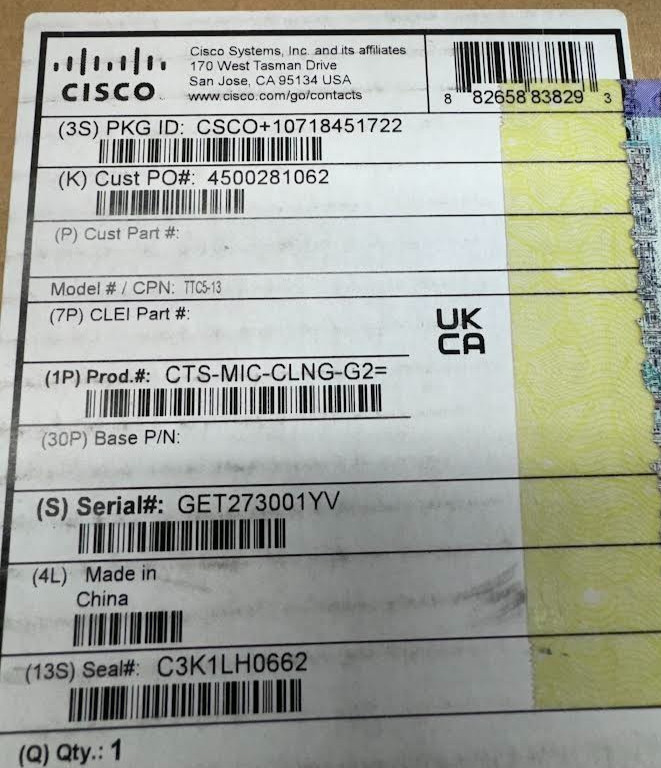 CISCO
Cisco Systems, Inc. and its affiliates
170 West Tasman Drive
San Jose, CA 95134 USA
www.cisco.com/go/contacts
8 82658 83829 3
(3S) PKG ID: CSCO+10718451722
(K) Cust PO#: 4500281062
(P) Cust Part #:
Model # / CPN: TTC5-13
(7P) CLEI Part #:
UK
CA
(1P) Prod.#: CTS-MIC-CLNG-G2=
(30P) Base P/N:
(S) Serial#: GET273001YV
(4L) Made in
China
(13S) Seal#: C3K1LH0662
(Q) Qty.: 1